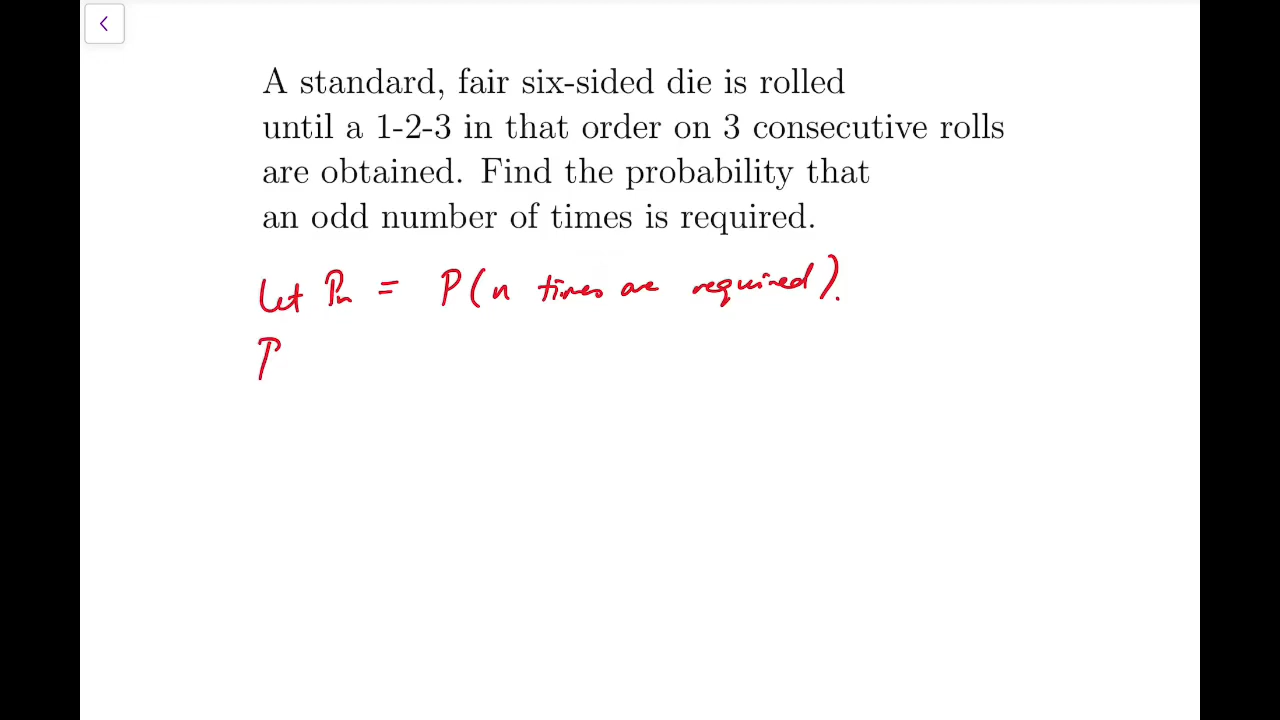 A standard, fair six-sided die is rolled
until a 1-2-3 in that order on 3 consecutive rolls
are obtained. Find the probability that
an odd number of times is required.
Let Pn = P(n times are required).
P